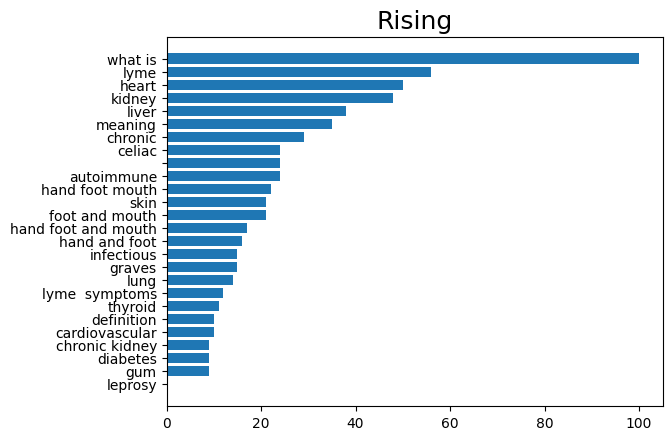 Rising
what is
lyme
heart
kidney
liver
meaning
chronic
celiac
autoimmune
hand foot mouth
skin
foot and mouth
hand foot and mouth
hand and foot
infectious
graves
lung
lyme  symptoms
thyroid
definition
cardiovascular
chronic kidney
diabetes
gum
leprosy
0 20 40 60 80 100